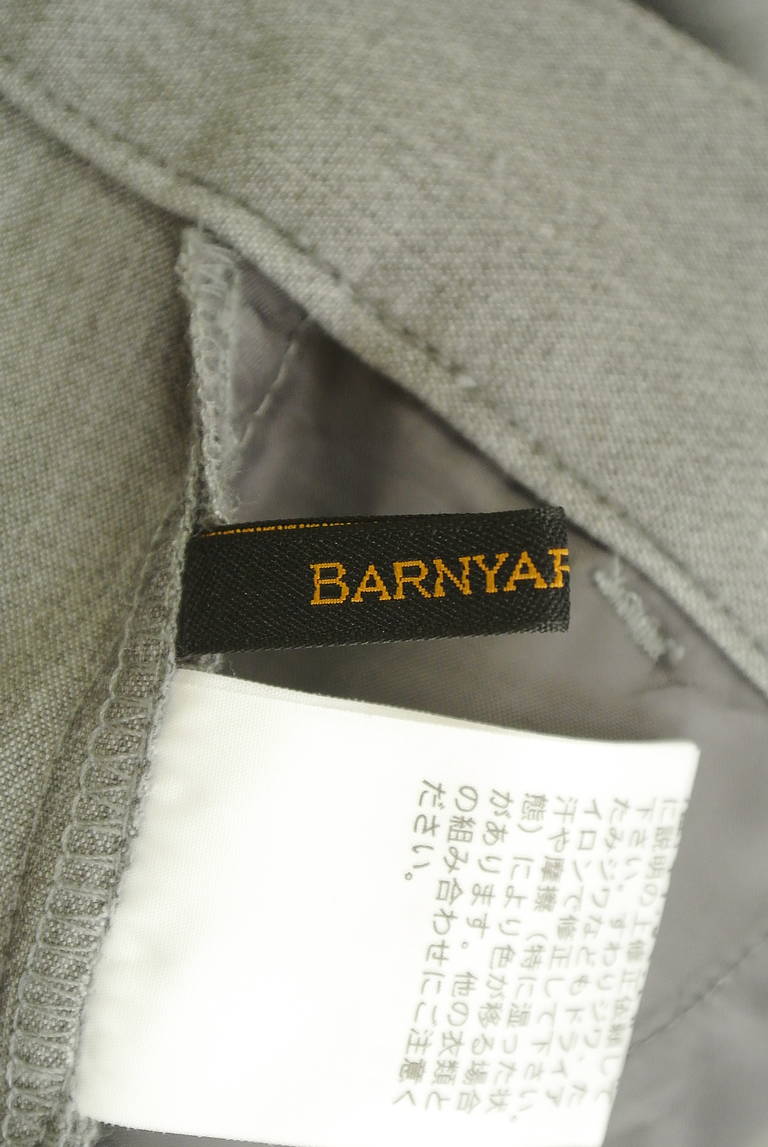 BARNYAR
に説明の上修正依頼して
下さい。すわりジワ、た
たみジワなどもドライア
イロンで修正して下さい。
汗や摩擦（特に湿った状
態）により色が移る場合
があります。他の衣類と
の組み合わせにご注意く
ださい。